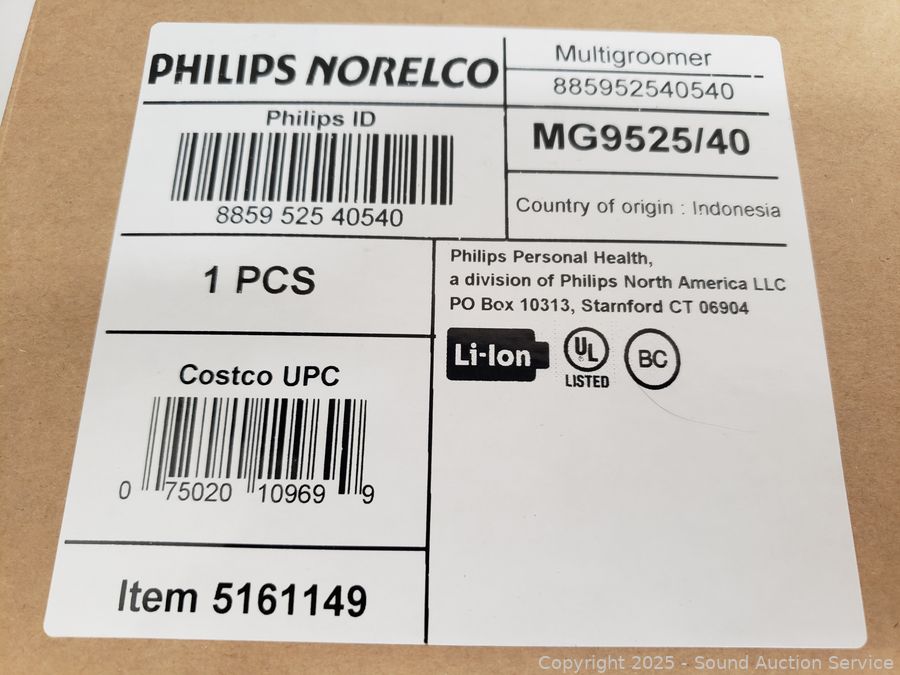 PHILIPS NORELCO
Multigroomer
885952540540
Philips ID
8859 525 40540
MG9525/40
Country of origin : Indonesia
1 PCS
Philips Personal Health,
a division of Philips North America LLC
PO Box 10313, Starnford CT 06904
Li-Ion
UL
LISTED
BC
Costco UPC
0 75020 10969 9
Item 5161149
Copyright 2025 - Sound Auction Service